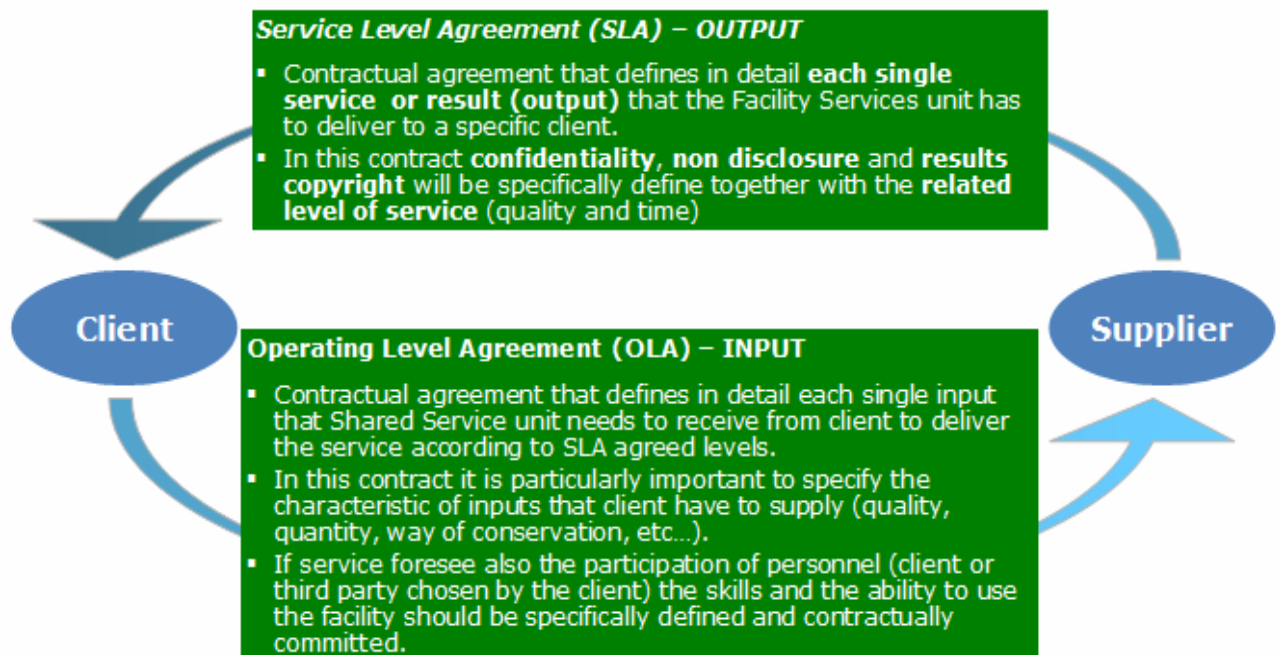 Service Level Agreement (SLA) – OUTPUT
▪ Contractual agreement that defines in detail each single
service or result (output) that the Facility Services unit has
to deliver to a specific client.
▪ In this contract confidentiality, non disclosure and results
copyright will be specifically define together with the related
level of service (quality and time)
Client
Supplier
Operating Level Agreement (OLA) – INPUT
▪ Contractual agreement that defines in detail each single input
that Shared Service unit needs to receive from client to deliver
the service according to SLA agreed levels.
▪ In this contract it is particularly important to specify the
characteristic of inputs that client have to supply (quality,
quantity, way of conservation, etc...).
▪ If service foresee also the participation of personnel (client or
third party chosen by the client) the skills and the ability to use
the facility should be specifically defined and contractually
committed.